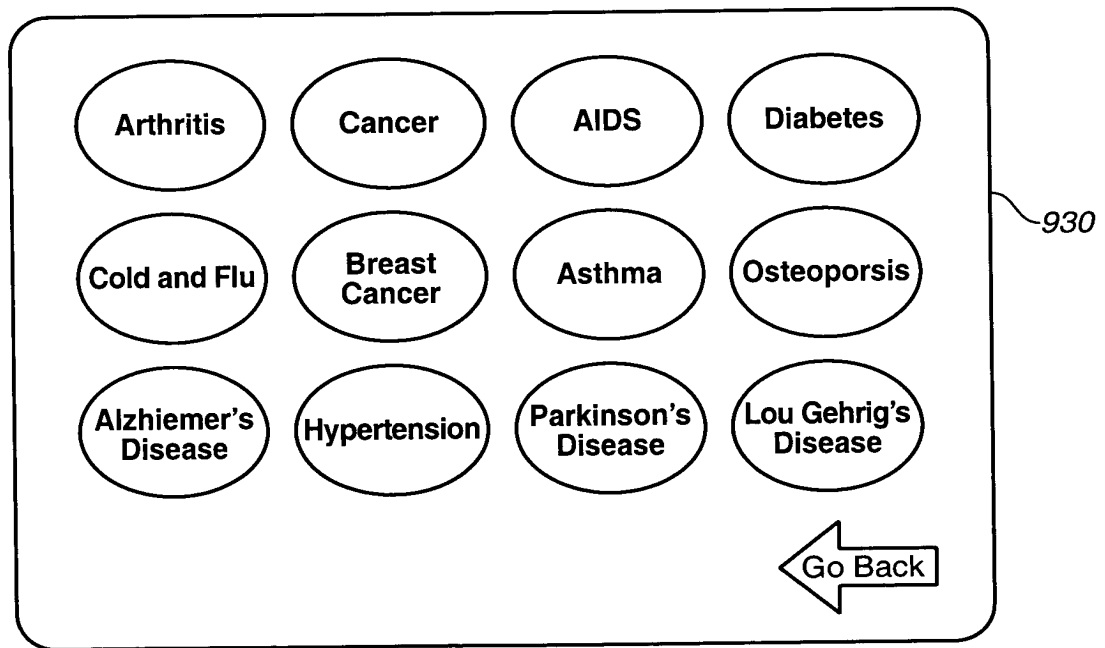 Arthritis
Cancer
AIDS
Diabetes
930
Cold and Flu
Breast
Cancer
Asthma
Osteoporsis
Alzhiemer's
Disease
Hypertension
Parkinson's
Disease
Lou Gehrig's
Disease
Go Back